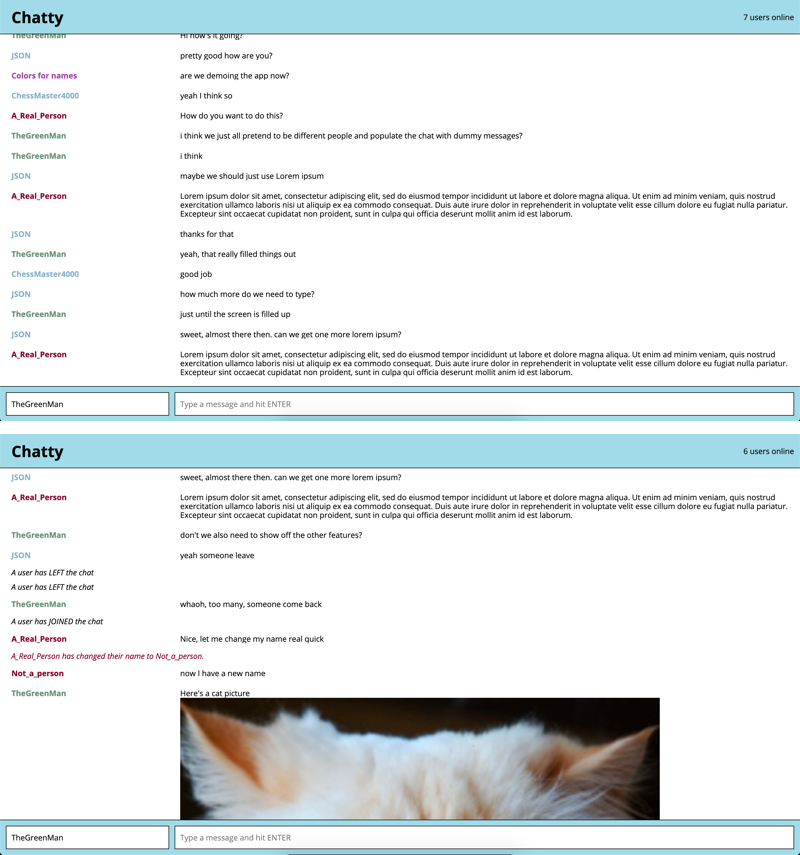 Chatty
7 users online
TheGreenMan Hi how's it going?
JSON pretty good how are you?
Colors for names are we demoing the app now?
ChessMaster4000 yeah I think so
A_Real_Person How do you want to do this?
TheGreenMan i think we just all pretend to be different people and populate the chat with dummy messages?
TheGreenMan i think
JSON maybe we should just use Lorem ipsum
A_Real_Person Lorem ipsum dolor sit amet, consectetur adipiscing elit, sed do eiusmod tempor incididunt ut labore et dolore magna aliqua. Ut enim ad minim veniam, quis nostrud
exercitation ullamco laboris nisi ut aliquip ex ea commodo consequat. Duis aute irure dolor in reprehenderit in voluptate velit esse cillum dolore eu fugiat nulla pariatur.
Excepteur sint occaecat cupidatat non proident, sunt in culpa qui officia deserunt mollit anim id est laborum.
JSON thanks for that
TheGreenMan yeah, that really filled things out
ChessMaster4000 good job
JSON how much more do we need to type?
TheGreenMan just until the screen is filled up
JSON sweet, almost there then. can we get one more lorem ipsum?
A_Real_Person Lorem ipsum dolor sit amet, consectetur adipiscing elit, sed do eiusmod tempor incididunt ut labore et dolore magna aliqua. Ut enim ad minim veniam, quis nostrud
exercitation ullamco laboris nisi ut aliquip ex ea commodo consequat. Duis aute irure dolor in reprehenderit in voluptate velit esse cillum dolore eu fugiat nulla pariatur.
Excepteur sint occaecat cupidatat non proident, sunt in culpa qui officia deserunt mollit anim id est laborum.
TheGreenMan Type a message and hit ENTER
Chatty
6 users online
JSON sweet, almost there then. can we get one more lorem ipsum?
A_Real_Person Lorem ipsum dolor sit amet, consectetur adipiscing elit, sed do eiusmod tempor incididunt ut labore et dolore magna aliqua. Ut enim ad minim veniam, quis nostrud
exercitation ullamco laboris nisi ut aliquip ex ea commodo consequat. Duis aute irure dolor in reprehenderit in voluptate velit esse cillum dolore eu fugiat nulla pariatur.
Excepteur sint occaecat cupidatat non proident, sunt in culpa qui officia deserunt mollit anim id est laborum.
TheGreenMan don't we also need to show off the other features?
JSON yeah someone leave
A user has LEFT the chat
A user has LEFT the chat
TheGreenMan whaoh, too many, someone come back
A user has JOINED the chat
A_Real_Person Nice, let me change my name real quick
A_Real_Person has changed their name to Not_a_person.
Not_a_person now I have a new name
TheGreenMan Here's a cat picture
TheGreenMan Type a message and hit ENTER